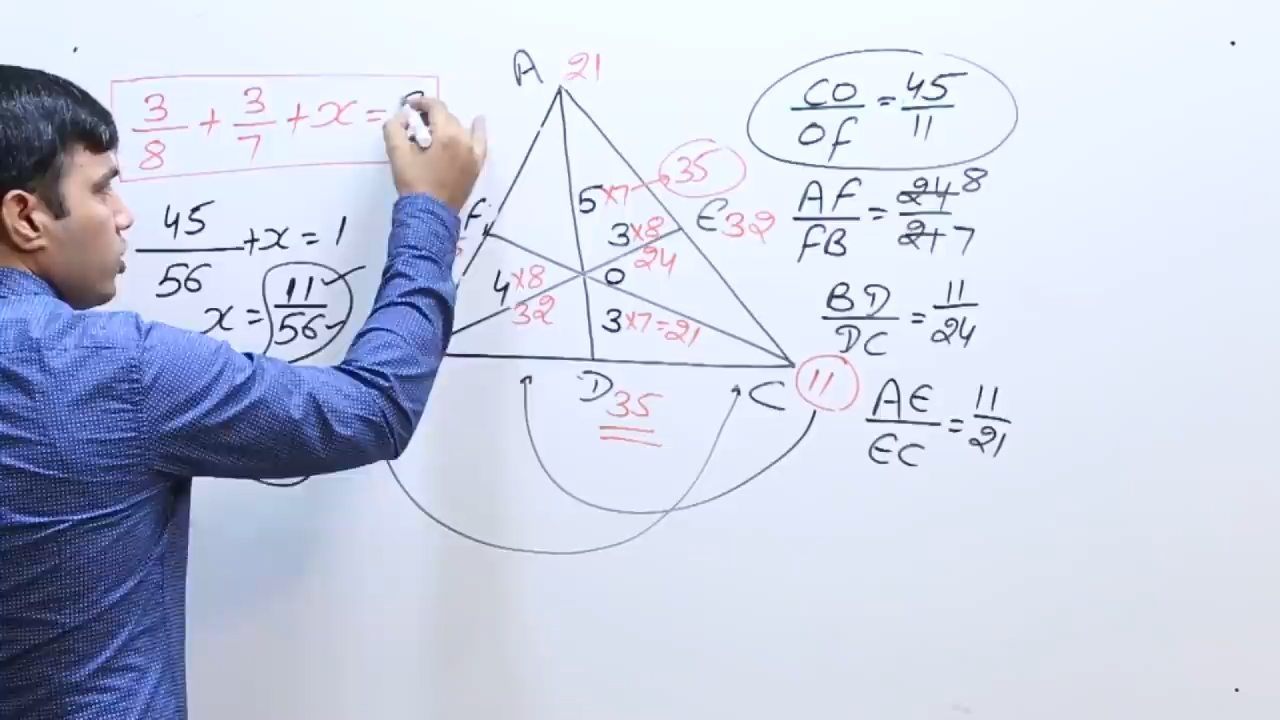 3/8 + 3/7 + x =
45/56 + x = 1
x = 11/56
A 21
F
5 x7 → 35
3 x8
24
E 32
4 x8
32
O
3 x7 = 21
D 35
C 11
CO/OF = 45/11
AF/FB = 24/21 8/7
BD/DC = 11/24
AE/EC = 11/21